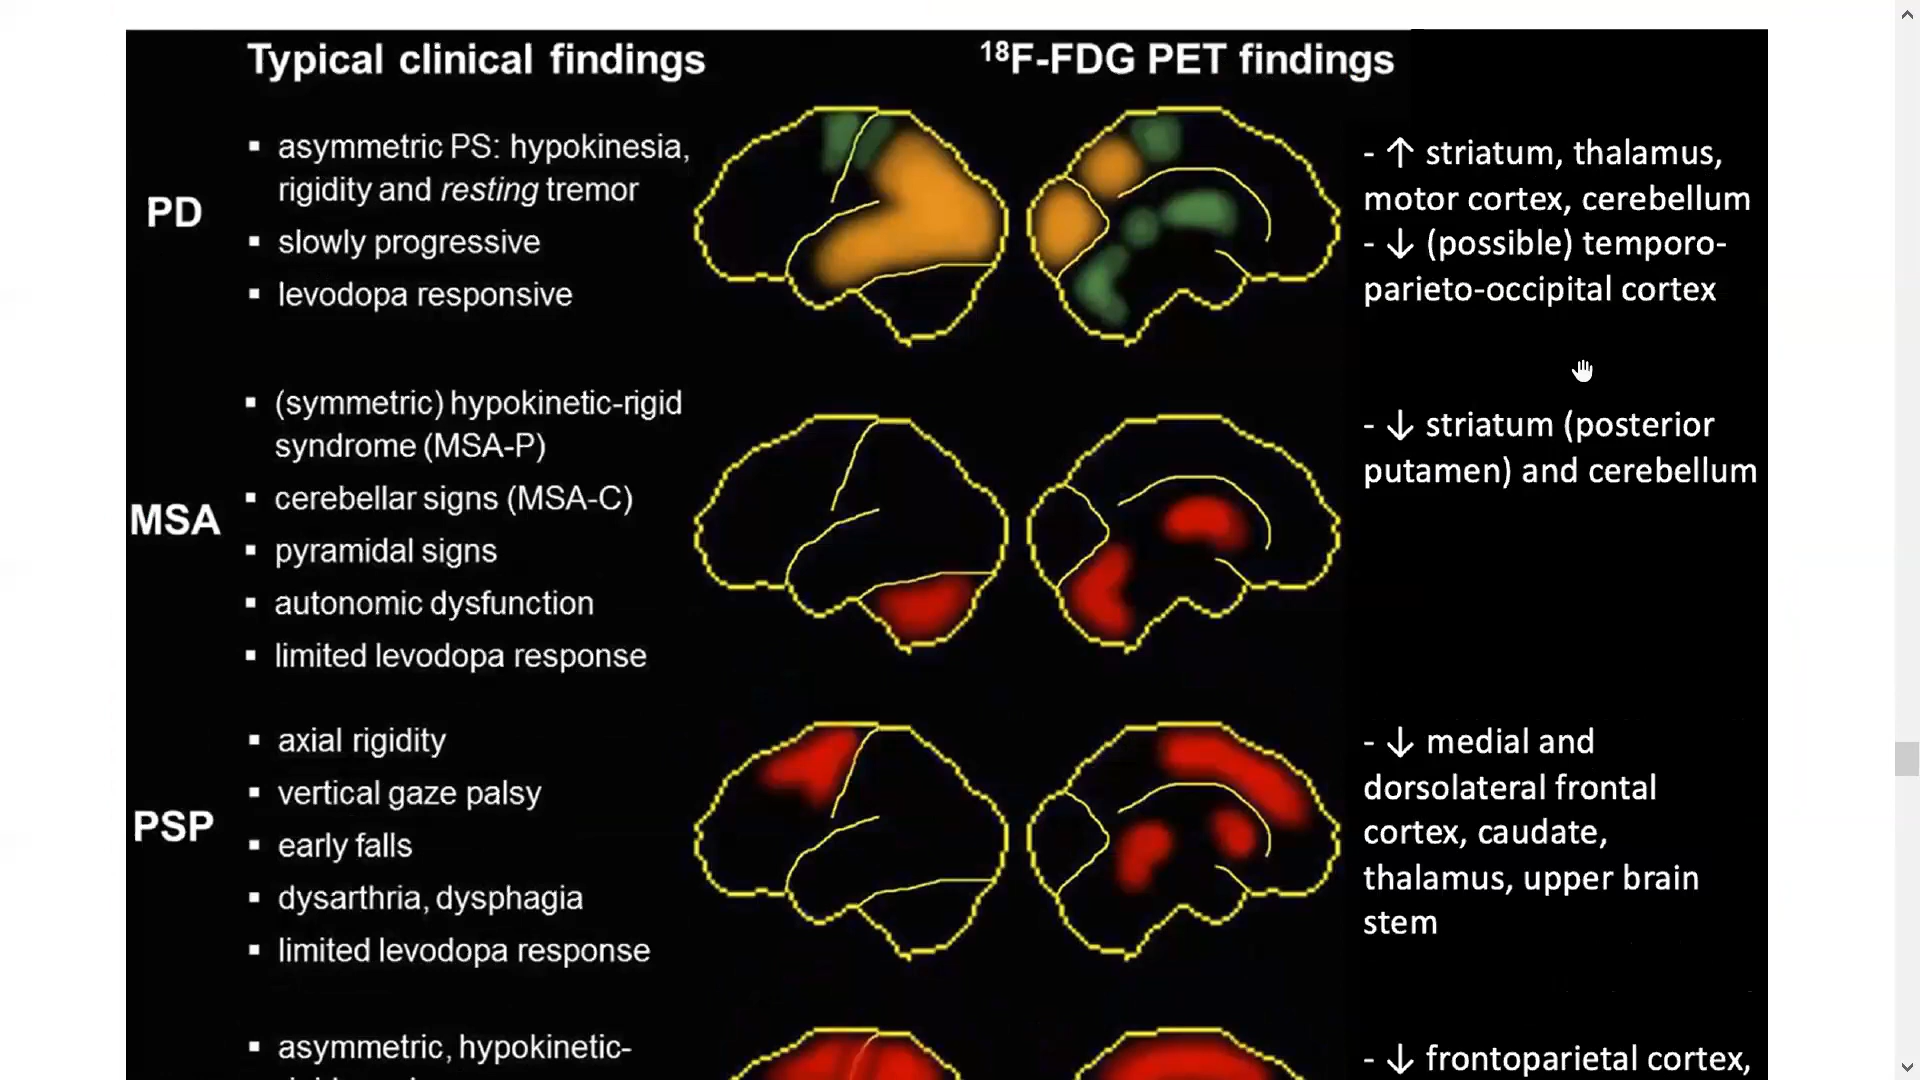 Typical clinical findings
¹⁸F-FDG PET findings
PD
▪ asymmetric PS: hypokinesia,
rigidity and resting tremor
▪ slowly progressive
▪ levodopa responsive
- ↑ striatum, thalamus,
motor cortex, cerebellum
- ↓ (possible) temporo-
parieto-occipital cortex
MSA
▪ (symmetric) hypokinetic-rigid
syndrome (MSA-P)
▪ cerebellar signs (MSA-C)
▪ pyramidal signs
▪ autonomic dysfunction
▪ limited levodopa response
- ↓ striatum (posterior
putamen) and cerebellum
PSP
▪ axial rigidity
▪ vertical gaze palsy
▪ early falls
▪ dysarthria, dysphagia
▪ limited levodopa response
- ↓ medial and
dorsolateral frontal
cortex, caudate,
thalamus, upper brain
stem
▪ asymmetric, hypokinetic-
- ↓ frontoparietal cortex,